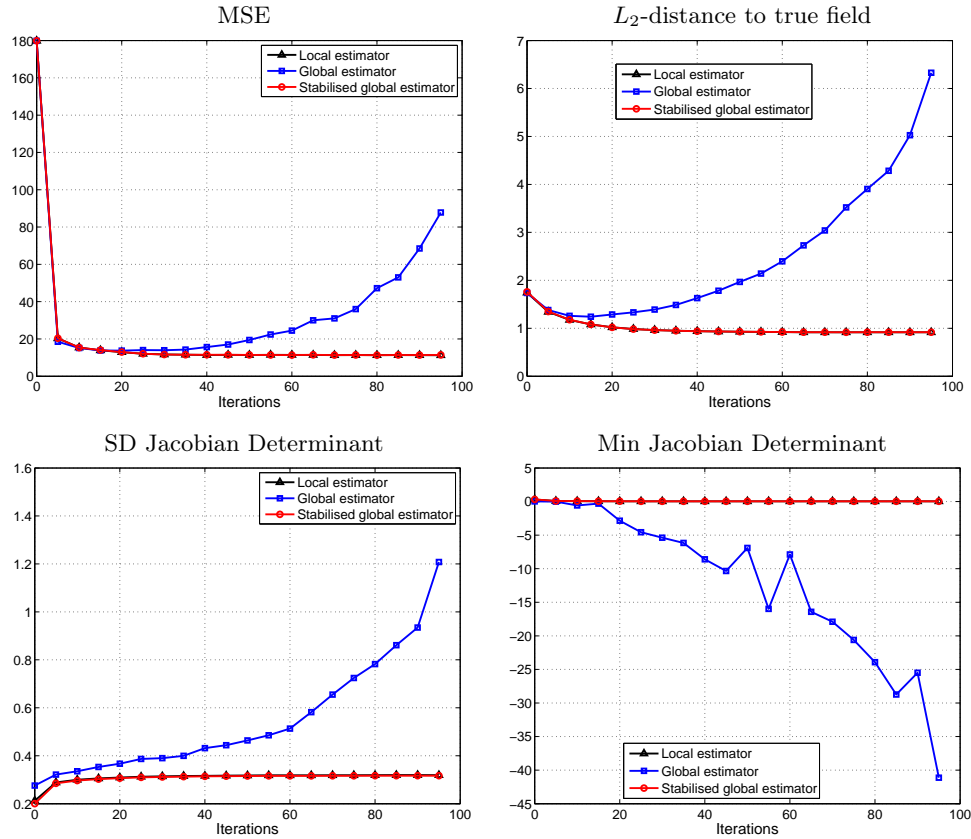 MSE
180
160
140
120
100
80
60
40
20
0
0 20 40 60 80 100
Iterations
Local estimator
Global estimator
Stabilised global estimator
L₂-distance to true field
7
6
5
4
3
2
1
0
0 20 40 60 80 100
Iterations
Local estimator
Global estimator
Stabilised global estimator
SD Jacobian Determinant
1.6
1.4
1.2
1
0.8
0.6
0.4
0.2
0 20 40 60 80 100
Iterations
Local estimator
Global estimator
Stabilised global estimator
Min Jacobian Determinant
5
0
−5
−10
−15
−20
−25
−30
−35
−40
−45
0 20 40 60 80 100
Iterations
Local estimator
Global estimator
Stabilised global estimator